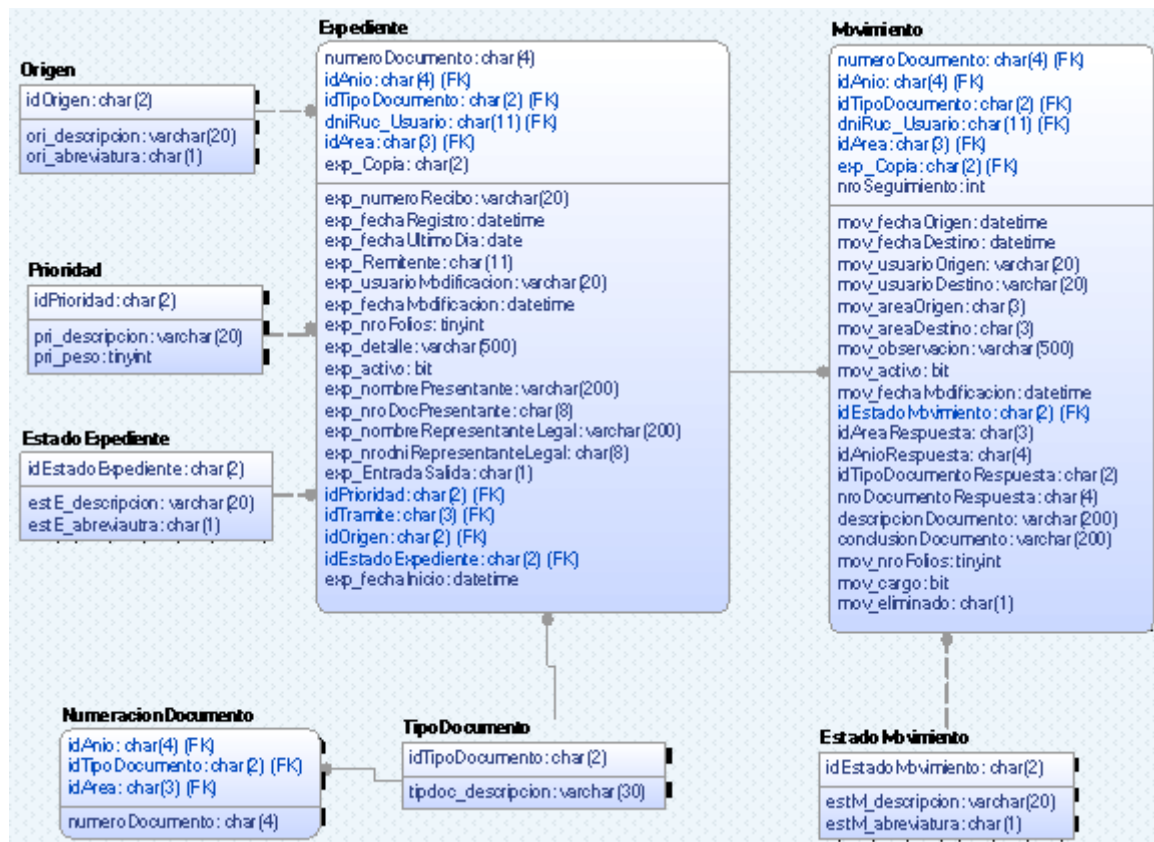 Origen
idOrigen: char(2)
ori_descripcion: varchar(20)
ori_abreviatura: char(1)
Prioridad
idPrioridad: char(2)
pri_descripcion: varchar(20)
pri_peso: tinyint
Estado Expediente
idEstadoExpediente: char(2)
estE_descripcion: varchar(20)
estE_abreviautra: char(1)
Expediente
numeroDocumento: char(4)
idAnio: char(4) (FK)
idTipoDocumento: char(2) (FK)
dniRuc_Usuario: char(11) (FK)
idArea: char(3) (FK)
exp_Copia: char(2)
exp_numeroRecibo: varchar(20)
exp_fechaRegistro: datetime
exp_fechaUltimoDia: date
exp_Remitente: char(11)
exp_usuarioModificacion: varchar(20)
exp_fechaModificacion: datetime
exp_nroFolios: tinyint
exp_detalle: varchar(500)
exp_activo: bit
exp_nombrePresentante: varchar(200)
exp_nroDocPresentante: char(8)
exp_nombreRepresentanteLegal: varchar(200)
exp_nrodniRepresentanteLegal: char(8)
exp_EntradaSalida: char(1)
idPrioridad: char(2) (FK)
idTramite: char(3) (FK)
idOrigen: char(2) (FK)
idEstadoExpediente: char(2) (FK)
exp_fechaInicio: datetime
Movimiento
numeroDocumento: char(4) (FK)
idAnio: char(4) (FK)
idTipoDocumento: char(2) (FK)
dniRuc_Usuario: char(11) (FK)
idArea: char(3) (FK)
exp_Copia: char(2) (FK)
nroSeguimiento: int
mov_fechaOrigen: datetime
mov_fechaDestino: datetime
mov_usuarioOrigen: varchar(20)
mov_usuarioDestino: varchar(20)
mov_areaOrigen: char(3)
mov_areaDestino: char(3)
mov_observacion: varchar(500)
mov_activo: bit
mov_fechaModificacion: datetime
idEstadoMovimiento: char(2) (FK)
idAreaRespuesta: char(3)
idAnioRespuesta: char(4)
idTipoDocumentoRespuesta: char(2)
nroDocumentoRespuesta: char(4)
descripcionDocumento: varchar(200)
conclusionDocumento: varchar(200)
mov_nroFolios: tinyint
mov_cargo: bit
mov_eliminado: char(1)
NumeracionDocumento
idAnio: char(4) (FK)
idTipoDocumento: char(2) (FK)
idArea: char(3) (FK)
numeroDocumento: char(4)
TipoDocumento
idTipoDocumento: char(2)
tipdoc_descripcion: varchar(30)
Estado Movimiento
idEstadoMovimiento: char(2)
estM_descripcion: varchar(20)
estM_abreviatura: char(1)